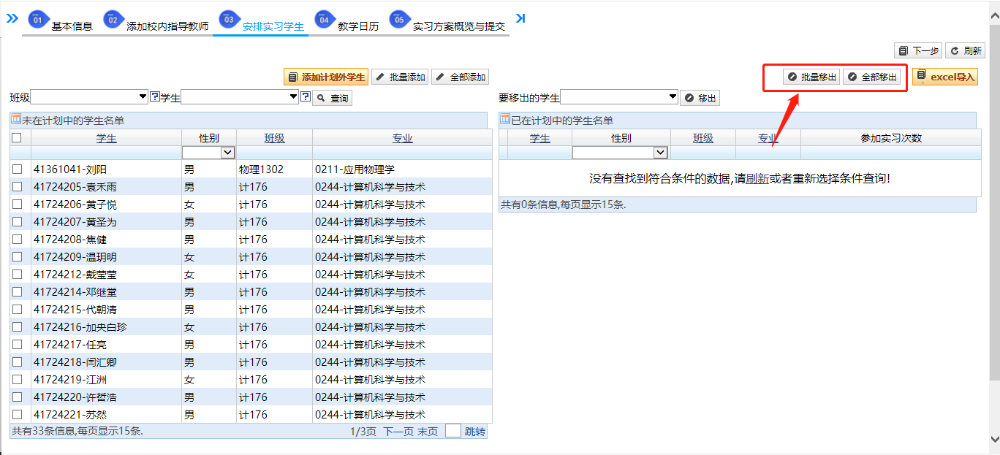 01 基本信息 02 添加校内指导教师 03 安排实习学生 04 教学日历 05 实习方案概览与提交
下一步 刷新
添加计划外学生 批量添加 全部添加
批量移出 全部移出 excel导入
班级 ? 学生 ? 查询
要移出的学生 移出
未在计划中的学生名单
学生 性别 班级 专业
41361041-刘阳 男 物理1302 0211-应用物理学
41724205-袁禾雨 男 计176 0244-计算机科学与技术
41724206-黄子悦 女 计176 0244-计算机科学与技术
41724207-黄圣为 男 计176 0244-计算机科学与技术
41724208-焦健 男 计176 0244-计算机科学与技术
41724209-温玥明 女 计176 0244-计算机科学与技术
41724212-戴莹莹 女 计176 0244-计算机科学与技术
41724214-邓继堂 男 计176 0244-计算机科学与技术
41724215-代朝清 男 计176 0244-计算机科学与技术
41724216-加央白珍 女 计176 0244-计算机科学与技术
41724217-任亮 男 计176 0244-计算机科学与技术
41724218-闫汇卿 男 计176 0244-计算机科学与技术
41724219-江洲 女 计176 0244-计算机科学与技术
41724220-许哲浩 男 计176 0244-计算机科学与技术
41724221-苏然 男 计176 0244-计算机科学与技术
共有33条信息,每页显示15条. 1/3页 下一页 末页 跳转
已在计划中的学生名单
学生 性别 班级 专业 参加实习次数
没有查找到符合条件的数据,请刷新或者重新选择条件查询!
共有0条信息,每页显示15条.